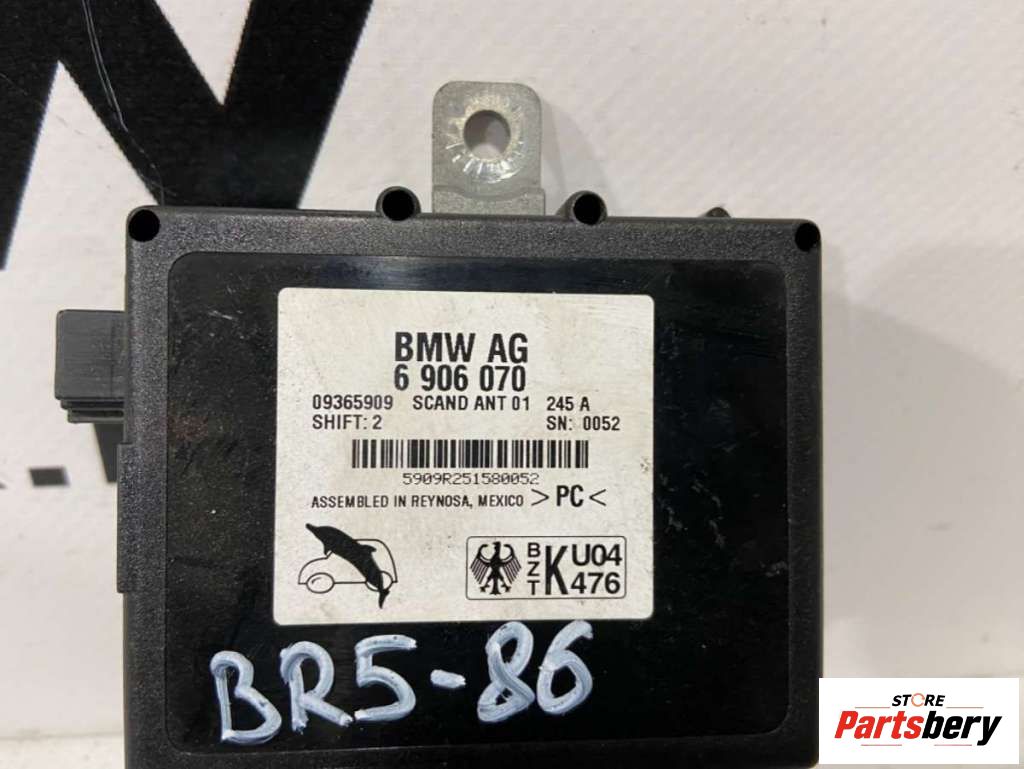 BMW AG
6 906 070
09365909 SCAND ANT 01 245 A
SHIFT: 2 SN: 0052
5909R251580052
ASSEMBLED IN REYNOSA, MEXICO >PC<
BZT K U04 476
BR5-86
STORE
Partsbery